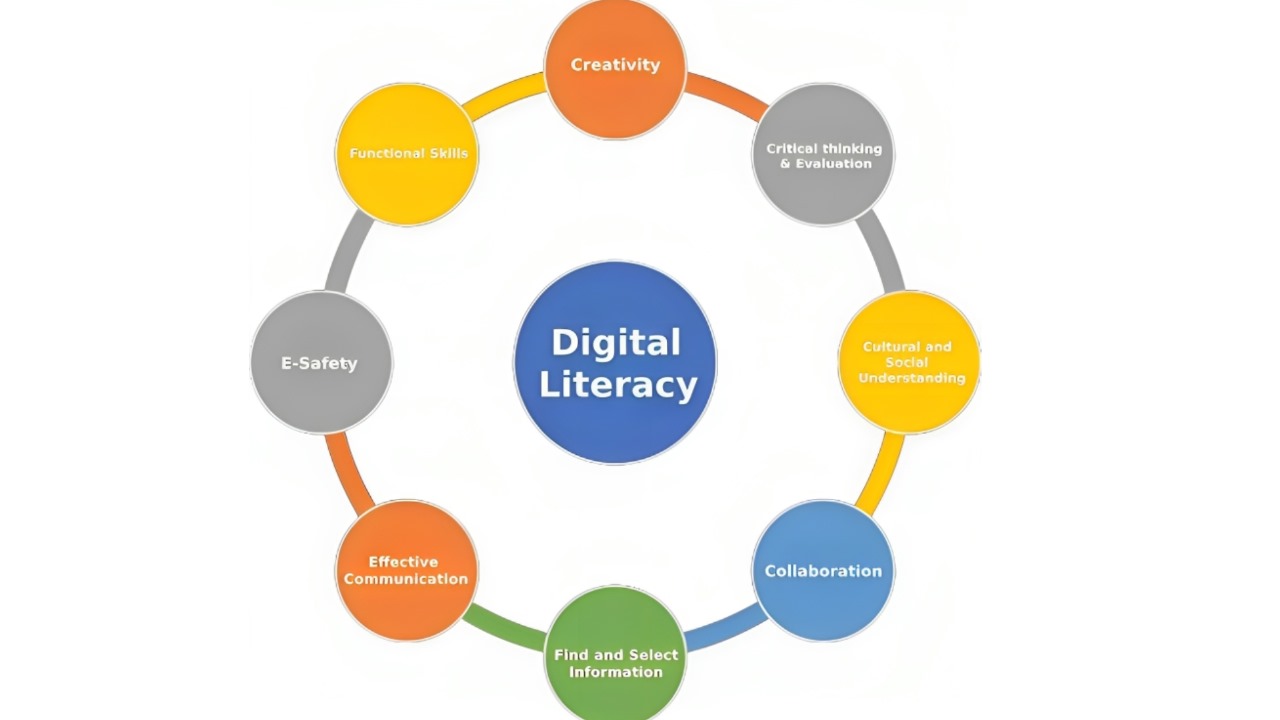 Creativity
Functional Skills
Critical thinking
& Evaluation
Digital
Literacy
E-Safety
Cultural and
Social
Understanding
Effective
Communication
Collaboration
Find and Select
Information